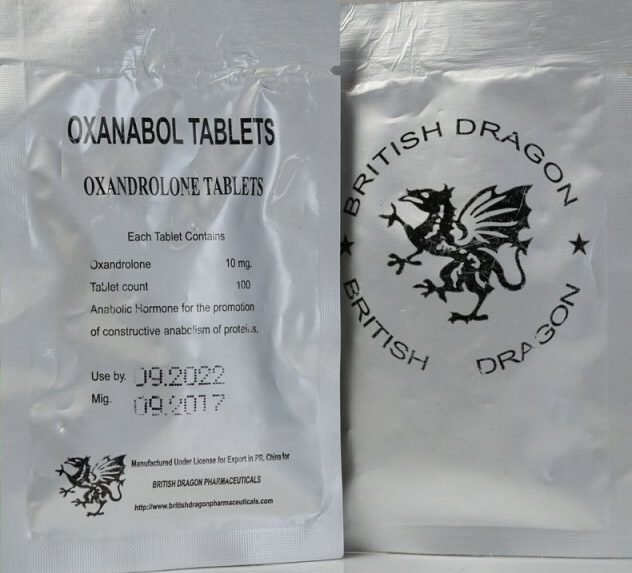 OXANABOL TABLETS
OXANDROLONE TABLETS
Each Tablet Contains
Oxandrolone 10 mg.
Tablet count 100
Anabolic Hormone for the promotion
of constructive anabolism of proteins.
Use by. 09.2022
Mig. 09.2017
Manufactured Under License for Export in PR. China for
BRITISH DRAGON PHARMACEUTICALS
http://www.britishdragonpharmaceuticals.com
BRITISH DRAGON
BRITISH DRAGON